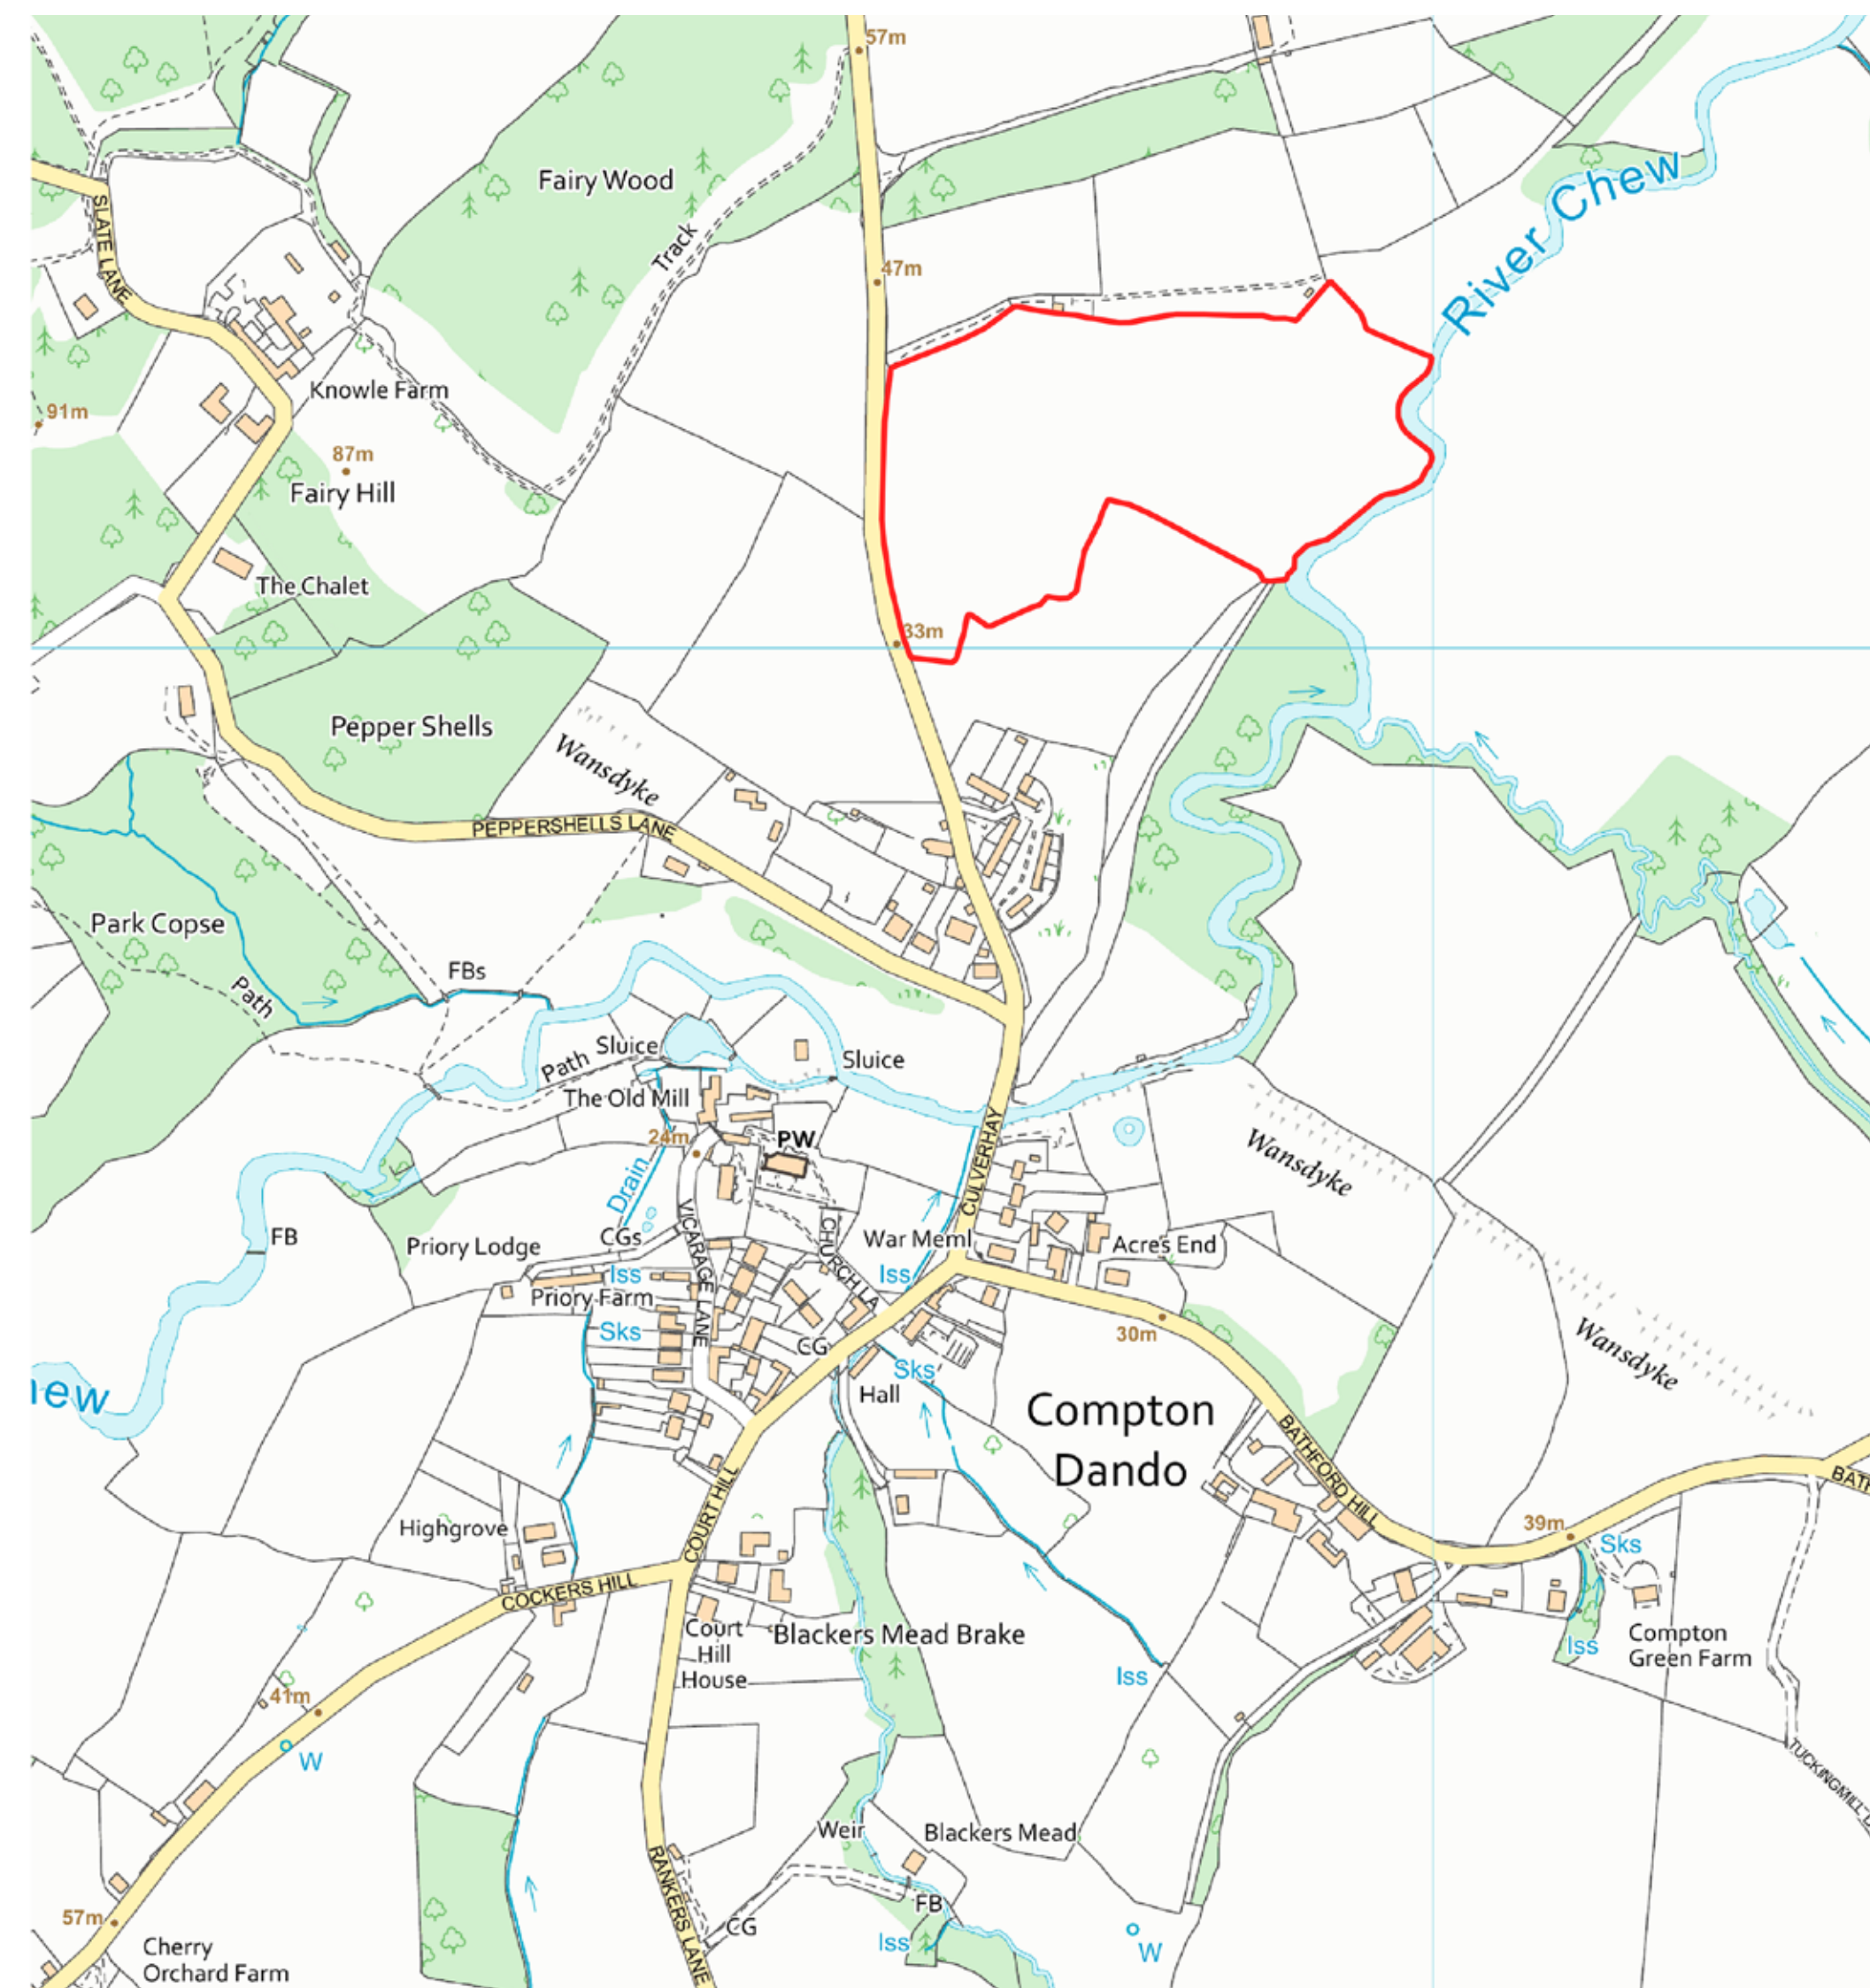 57m
Fairy Wood
River Chew
SLATE LANE
Track
47m
Knowle Farm
91m
87m
Fairy Hill
The Chalet
33m
Pepper Shells
Wansdyke
PEPPERSHELLS LANE
Park Copse
FBs
Path
Sluice
Path
Sluice
The Old Mill
24m
PW
CULVERHAY
Wansdyke
Drain
VICARAGE LANE
CHURCH LA
FB
CGs
War Meml
Acres End
Priory Lodge
Iss
Iss
Priory Farm
Sks
30m
CG
Wansdyke
Sks
Hall
Compton
Dando
BATHFORD HILL
COURT HILL
39m
Highgrove
Sks
COCKERS HILL
Court
Hill
House
Blackers Mead Brake
Iss
Compton
Green Farm
Iss
41m
W
TUCKINGMILL
Weir
Blackers Mead
RANKERS LANE
FB
57m
CG
Iss
W
Cherry
Orchard Farm